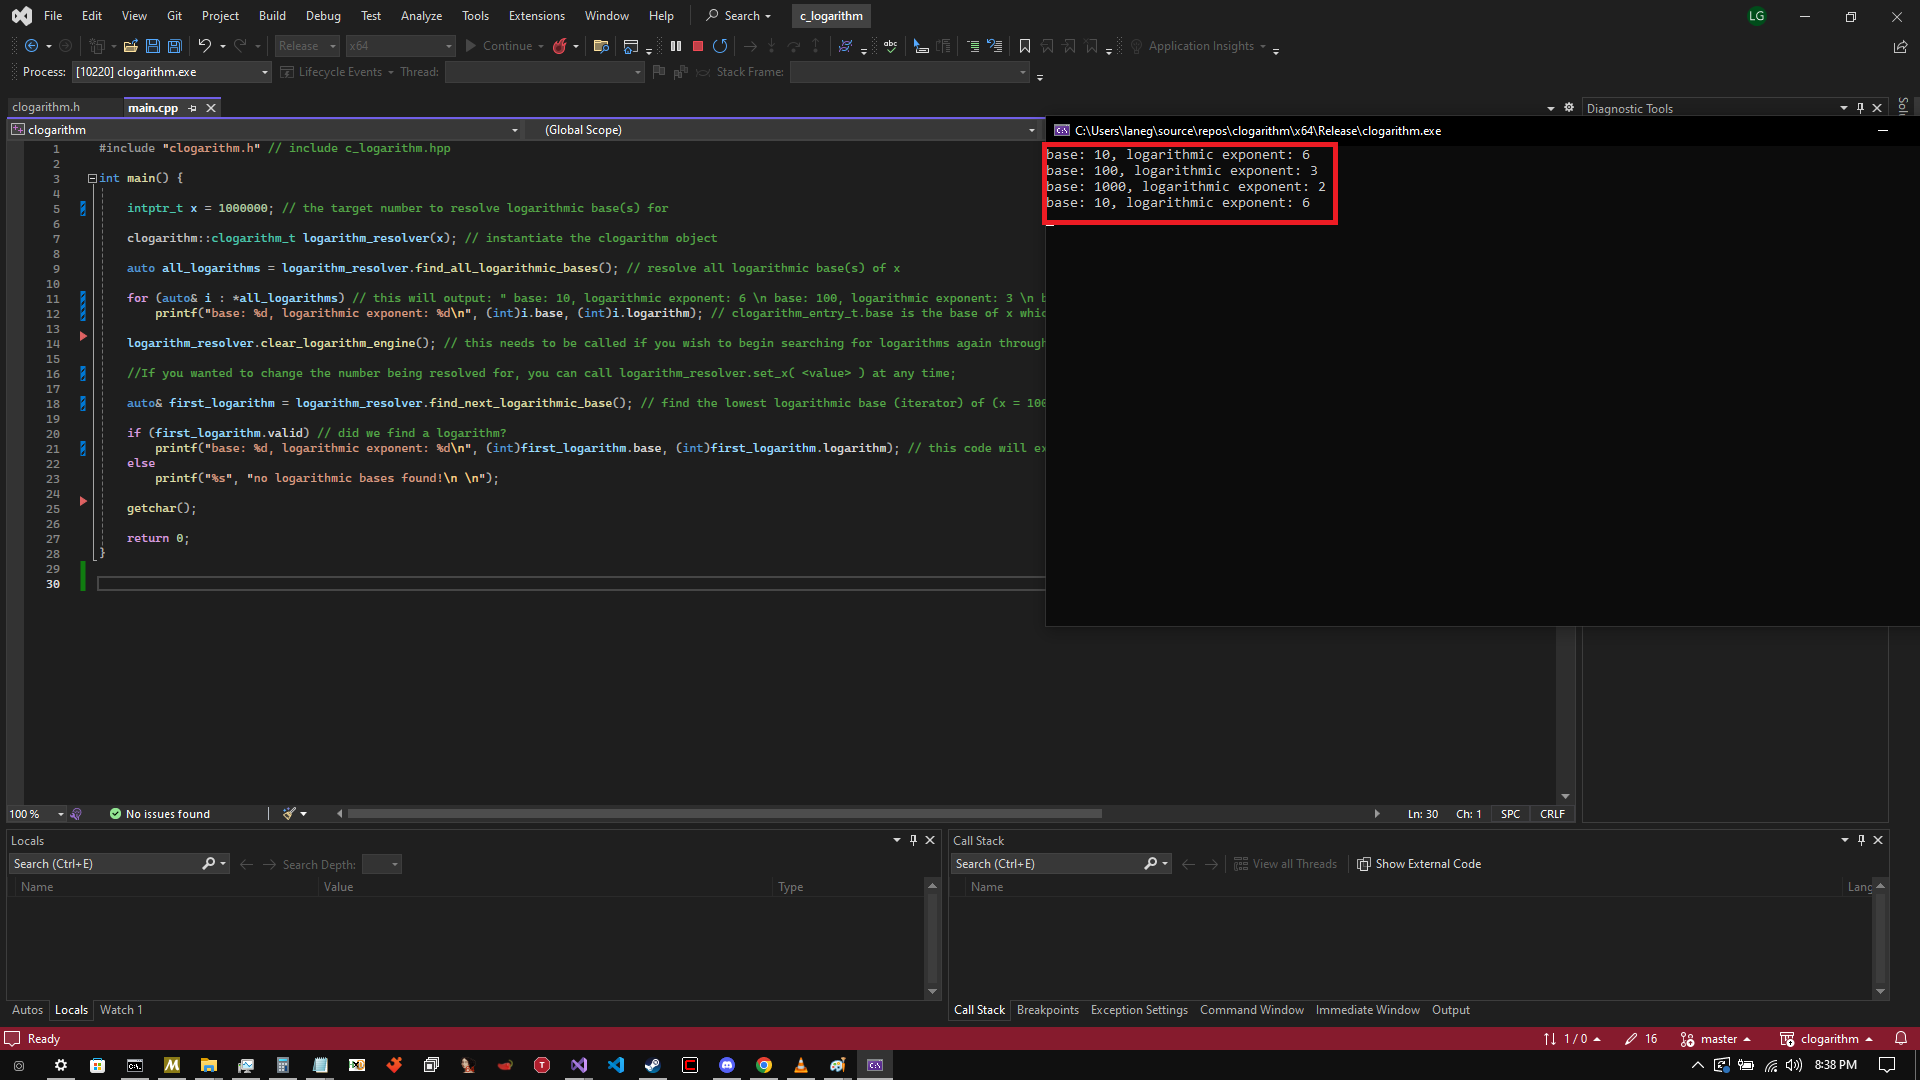 File Edit View Git Project Build Debug Test Analyze Tools Extensions Window Help Search c_logarithm LG
Release x64 Continue Application Insights
Process: [10220] clogarithm.exe Lifecycle Events Thread: Stack Frame:
clogarithm.h main.cpp Diagnostic Tools
clogarithm (Global Scope)
C:\Users\laneg\source\repos\clogarithm\x64\Release\clogarithm.exe
base: 10, logarithmic exponent: 6
base: 100, logarithmic exponent: 3
base: 1000, logarithmic exponent: 2
base: 10, logarithmic exponent: 6
1 #include "clogarithm.h" // include c_logarithm.hpp
2
3 int main() {
4
5 intptr_t x = 1000000; // the target number to resolve logarithmic base(s) for
6
7 clogarithm::clogarithm_t logarithm_resolver(x); // instantiate the clogarithm object
8
9 auto all_logarithms = logarithm_resolver.find_all_logarithmic_bases(); // resolve all logarithmic base(s) of x
10
11 for (auto& i : *all_logarithms) // this will output: " base: 10, logarithmic exponent: 6 \n base: 100, logarithmic exponent: 3 \n b
12 printf("base: %d, logarithmic exponent: %d\n", (int)i.base, (int)i.logarithm); // clogarithm_entry_t.base is the base of x whic
13
14 logarithm_resolver.clear_logarithm_engine(); // this needs to be called if you wish to begin searching for logarithms again through
15
16 //If you wanted to change the number being resolved for, you can call logarithm_resolver.set_x( <value> ) at any time;
17
18 auto& first_logarithm = logarithm_resolver.find_next_logarithmic_base(); // find the lowest logarithmic base (iterator) of (x = 100
19
20 if (first_logarithm.valid) // did we find a logarithm?
21 printf("base: %d, logarithmic exponent: %d\n", (int)first_logarithm.base, (int)first_logarithm.logarithm); // this code will ex
22 else
23 printf("%s", "no logarithmic bases found!\n \n");
24
25 getchar();
26
27 return 0;
28 }
29
30
100 % No issues found Ln: 30 Ch: 1 SPC CRLF
Locals
Search (Ctrl+E) Search Depth:
Name Value Type
Autos Locals Watch 1
Call Stack
Search (Ctrl+E) View all Threads Show External Code
Name Lang
Call Stack Breakpoints Exception Settings Command Window Immediate Window Output
Ready 1 / 0 16 master clogarithm
8:38 PM